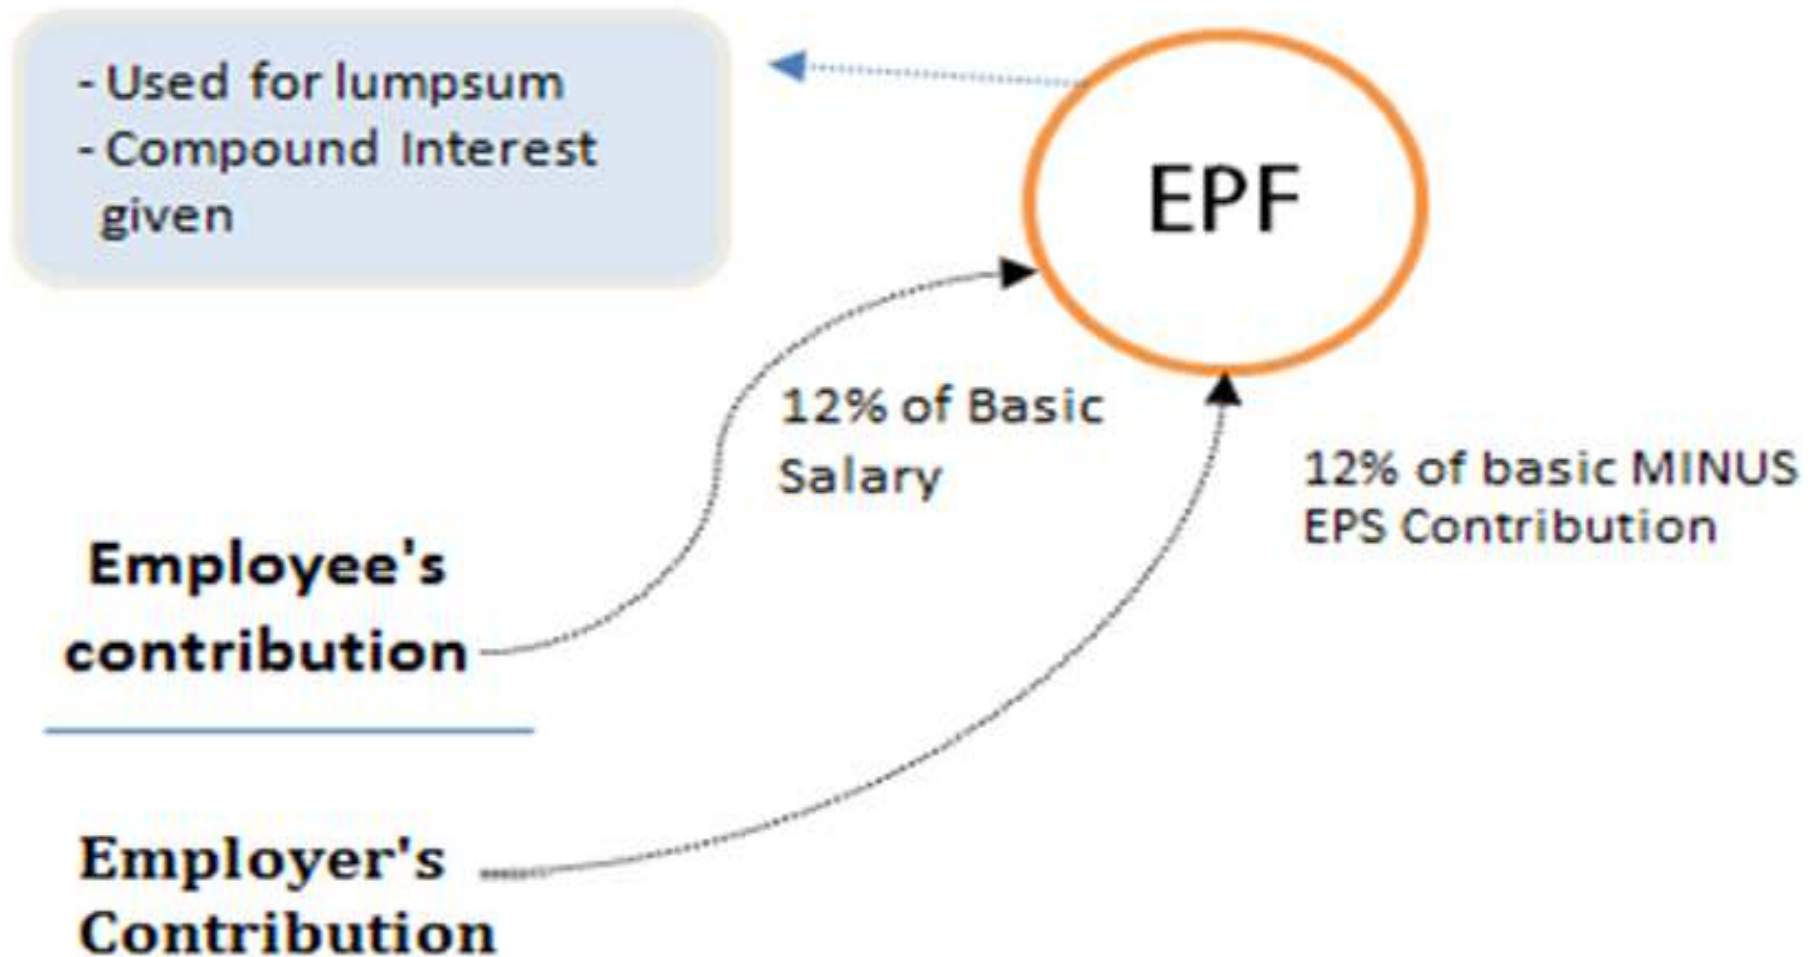 - Used for lumpsum
- Compound Interest
given
EPF
12% of Basic
Salary
12% of basic MINUS
EPS Contribution
Employee's
contribution
Employer's
Contribution